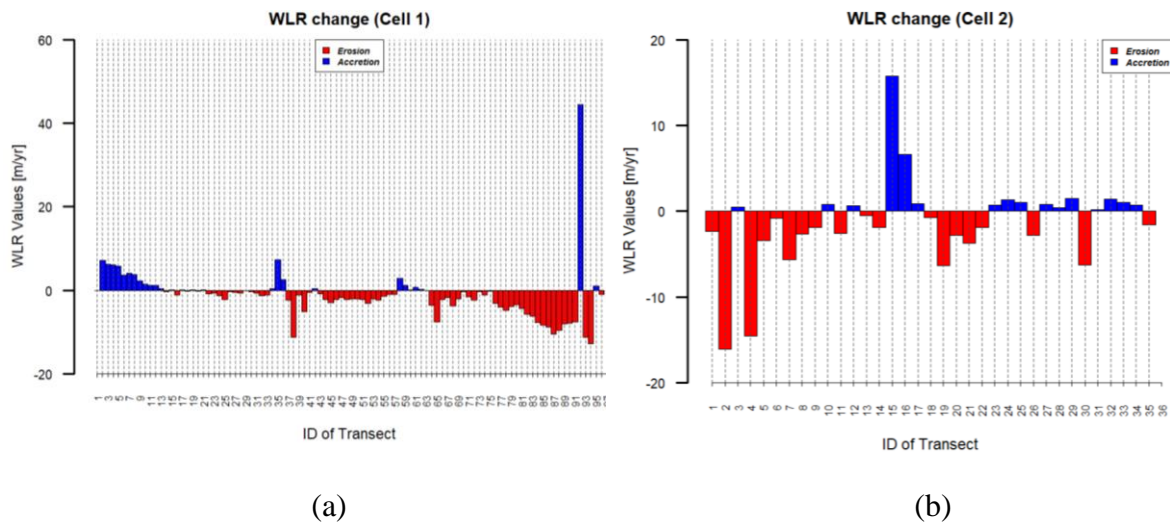 WLR change (Cell 1)
WLR Values [m/yr]
60
40
20
0
-20
Erosion
Accretion
1 3 5 7 9 11 13 15 17 19 21 23 25 27 29 31 33 35 37 39 41 43 45 47 49 51 53 55 57 59 61 63 65 67 69 71 73 75 77 79 81 83 85 87 89 91 93 95
ID of Transect
(a)
WLR change (Cell 2)
WLR Values [m/yr]
20
10
0
-10
-20
Erosion
Accretion
1 2 3 4 5 6 7 8 9 10 11 12 13 14 15 16 17 18 19 20 21 22 23 24 25 26 27 28 29 30 31 32 33 34 35 36
ID of Transect
(b)